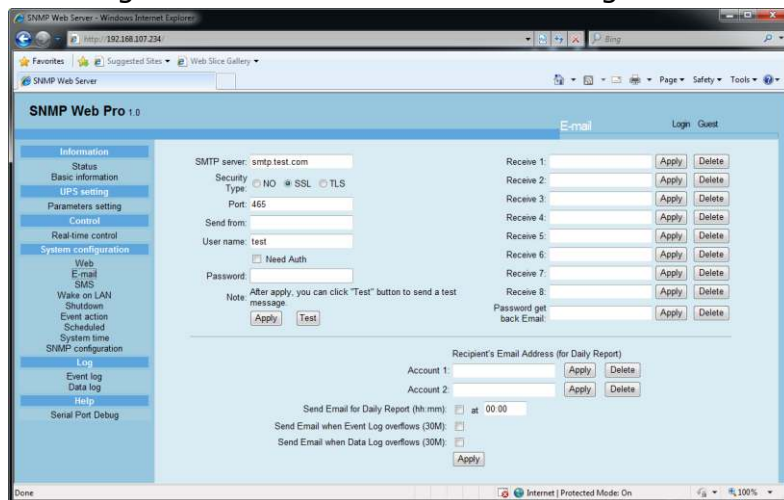 SNMP Web Server - Windows Internet Explorer
http://192.168.107.234/
Bing
Favorites
Suggested Sites
Web Slice Gallery
SNMP Web Server
Page
Safety
Tools
SNMP Web Pro 1.0
E-mail
Login Guest
Information
Status
Basic information
UPS setting
Parameters setting
Control
Real-time control
System configuration
Web
E-mail
SMS
Wake on LAN
Shutdown
Event action
Scheduled
System time
SNMP configuration
Log
Event log
Data log
Help
Serial Port Debug
SMTP server: smtp.test.com
Security Type: NO SSL TLS
Port: 465
Send from:
User name: test
Need Auth
Password:
Note: After apply, you can click "Test" button to send a test
message.
Apply Test
Receive 1: Apply Delete
Receive 2: Apply Delete
Receive 3: Apply Delete
Receive 4: Apply Delete
Receive 5: Apply Delete
Receive 6: Apply Delete
Receive 7: Apply Delete
Receive 8: Apply Delete
Password get
back Email: Apply Delete
Recipient's Email Address (for Daily Report)
Account 1: Apply Delete
Account 2: Apply Delete
Send Email for Daily Report (hh:mm): at 00:00
Send Email when Event Log overflows (30M):
Send Email when Data Log overflows (30M):
Apply
Done
Internet | Protected Mode: On
100%